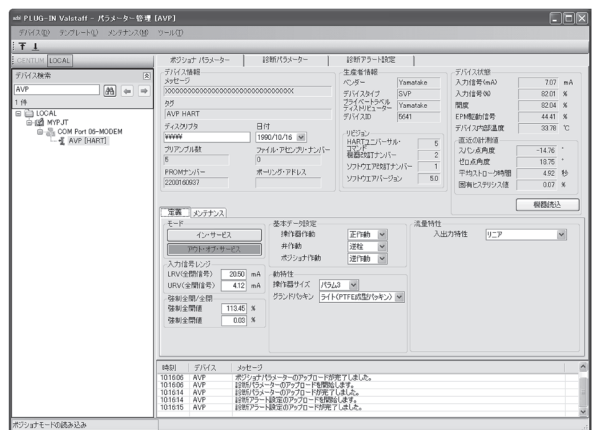 PLUG-IN Valstaff - パラメーター管理 [AVP]
デバイス(D) テンプレート(L) メンテナンス(M) ツール(T)
CENTUM LOCAL
デバイス検索
AVP
1 件
LOCAL
MYPJT
COM Port 06-MODEM
AVP [HART]
ポジショナ パラメーター 診断パラメーター 診断アラート設定
デバイス情報
メッセージ
タグ
AVP HART
ディスクリプタ 日付
¥¥¥¥¥ 1990/10/16
プリアンブル数 ファイル・アセンブリ・ナンバー
5 0
PROMナンバー ポーリング・アドレス
2200160937
生産者情報
ベンダー Yamatake
デバイスタイプ SVP
プライベートラベル
ディストリビューター Yamatake
デバイスID 5641
リビジョン
HARTユニバーサル・
コマンド 5
機器改訂ナンバー 2
ソフトウエア改訂ナンバー 1
ソフトウエアバージョン 5.0
デバイス状態
入力信号(mA) 7.07 mA
入力信号(%) 82.01 %
開度 82.04 %
EPM駆動信号 44.41 %
デバイス内部温度 33.78 ℃
直近の計測値
スパン点角度 -14.76 °
ゼロ点角度 18.75 °
平均ストローク時間 4.92 秒
固有ヒステリシス値 0.07 %
機器読込
定義 メンテナンス
モード
イン・サービス
アウト・オブ・サービス
入力信号レンジ
LRV(全閉信号) 20.50 mA
URV(全開信号) 4.12 mA
強制全開/全閉
強制全開値 113.45 %
強制全閉値 0.03 %
基本データ設定
操作器作動 正作動
弁作動 逆栓
ポジショナ作動 逆作動
動特性
操作器サイズ パラム3
グランドパッキン ライト(PTFE成型パッキン)
流量特性
入出力特性 リニア
時刻 デバイス メッセージ
101606 AVP ポジショナパラメーターのアップロードが完了しました。
101606 AVP 診断パラメーターのアップロードを開始します。
101614 AVP 診断パラメーターのアップロードが完了しました。
101614 AVP 診断アラート設定のアップロードを開始します。
101615 AVP 診断アラート設定のアップロードが完了しました。
ポジショナモードの読み込み